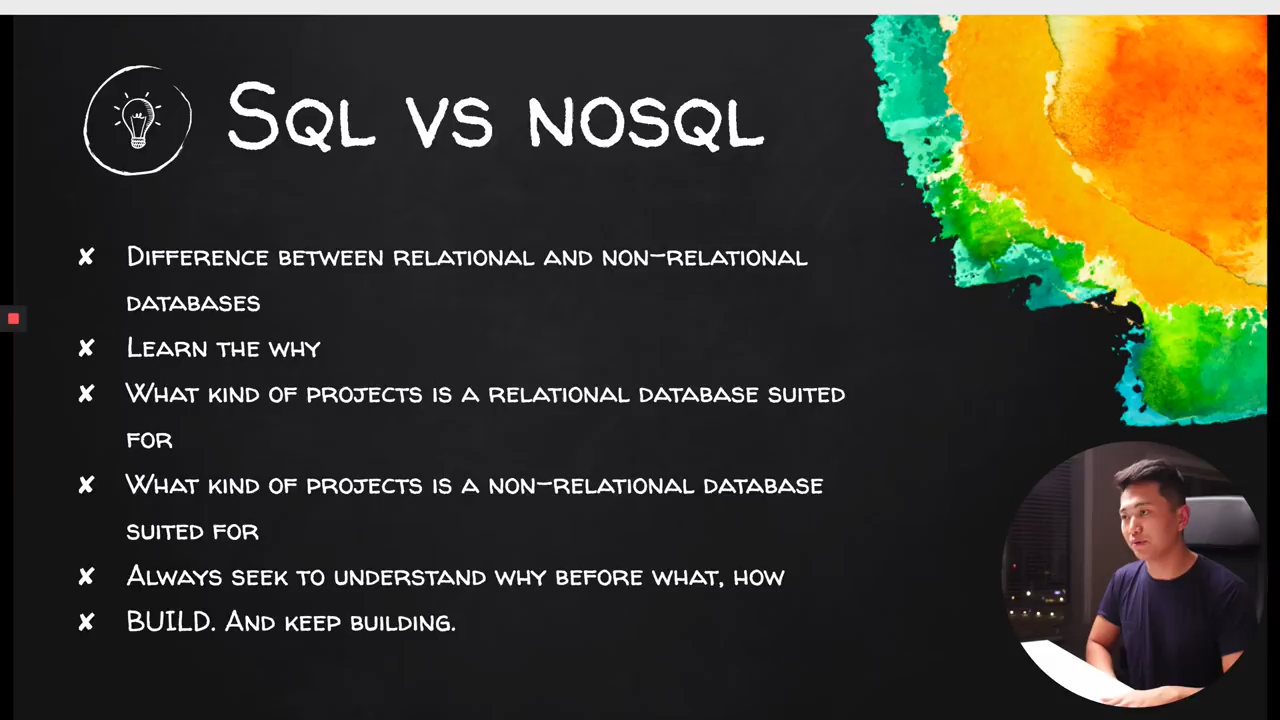 Sql vs nosql
✘ Difference between relational and non-relational
databases
✘ Learn the why
✘ What kind of projects is a relational database suited
for
✘ What kind of projects is a non-relational database
suited for
✘ Always seek to understand why before what, how
✘ BUILD. And keep building.